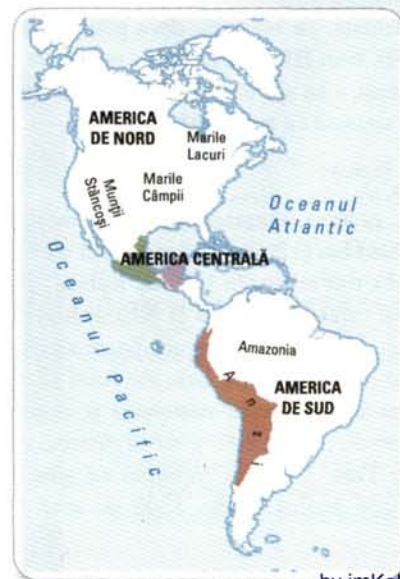 AMERICA
DE NORD
Marile
Lacuri
Marile
Câmpii
Munții
Stâncoși
Oceanul
Atlantic
AMERICA CENTRALĂ
Oceanul Pacific
Amazonia
Anzi
AMERICA
DE SUD